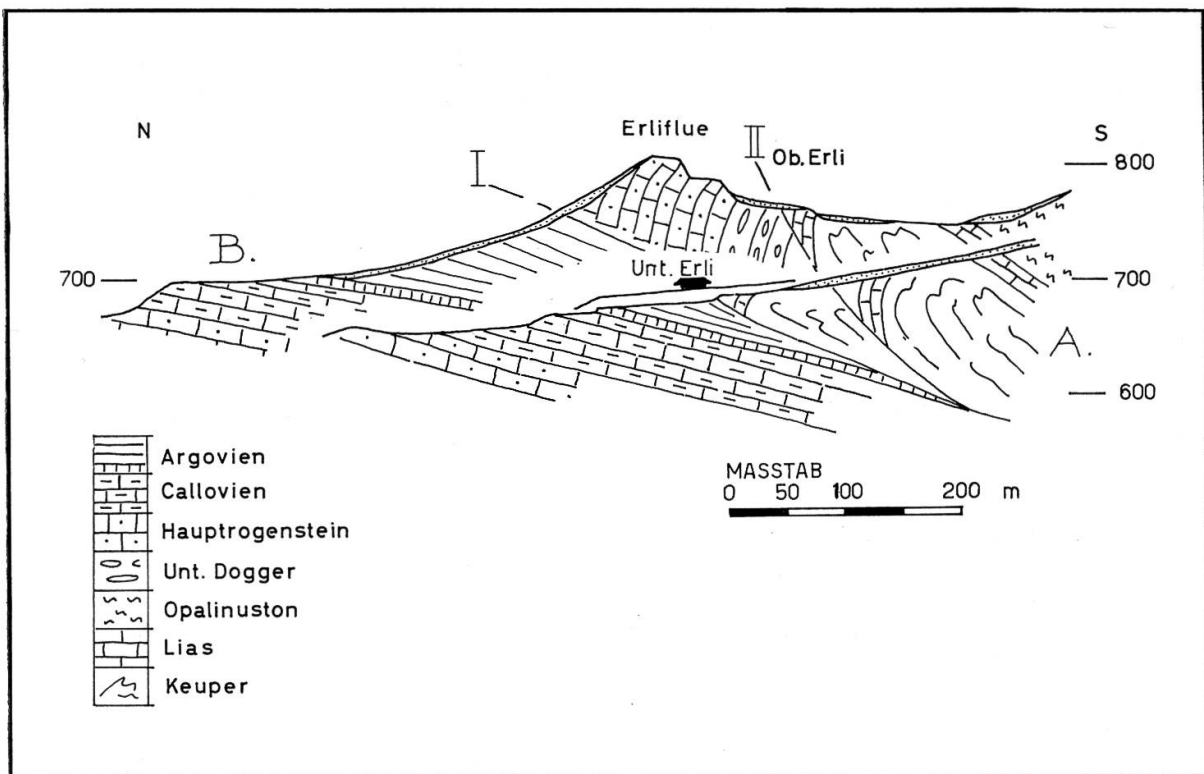 N
Erliflue
S
I
II
Ob. Erli
800
B.
700
Unt. Erli
700
A.
600
Argovien
Callovien
Hauptrogenstein
Unt. Dogger
Opalinuston
Lias
Keuper
MASSTAB
0 50 100 200 m